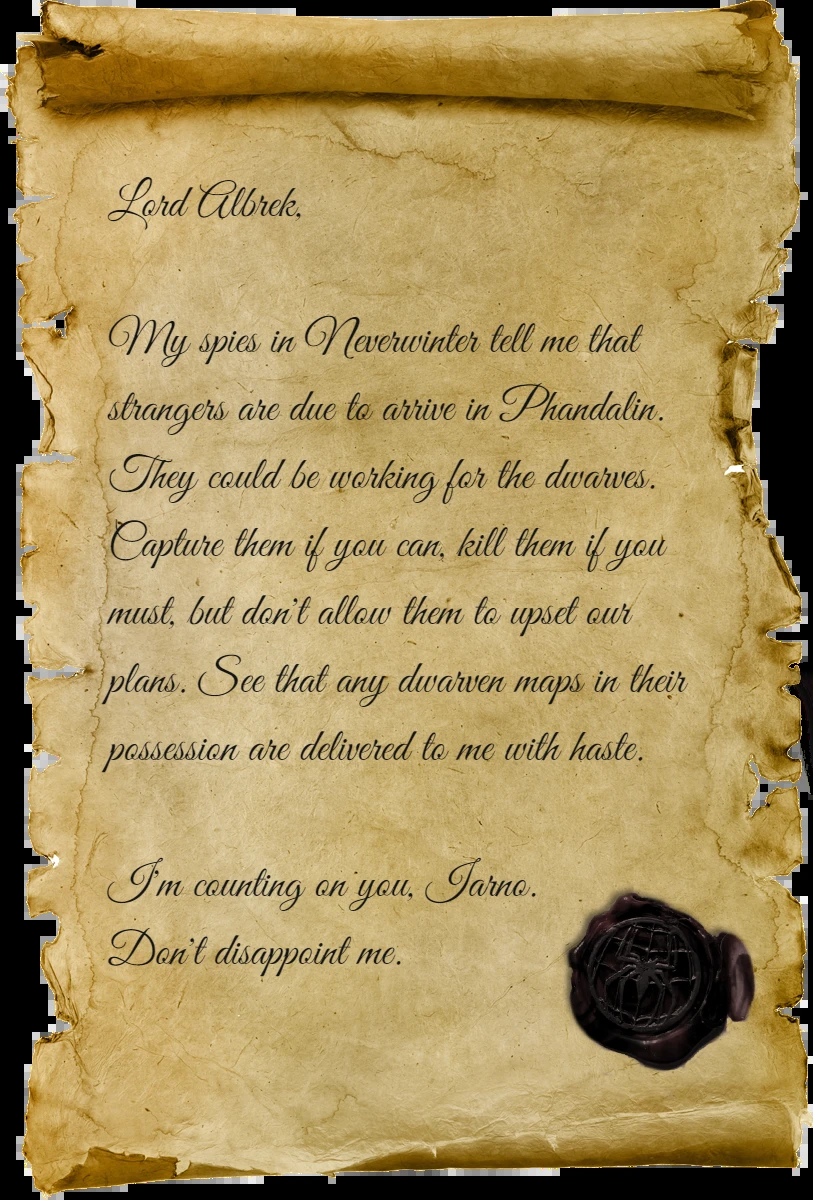 Lord Albrek,
My spies in Neverwinter tell me that
strangers are due to arrive in Phandalin.
They could be working for the dwarves.
Capture them if you can, kill them if you
must, but don't allow them to upset our
plans. See that any dwarven maps in their
possession are delivered to me with haste.
I'm counting on you, Iarno.
Don't disappoint me.